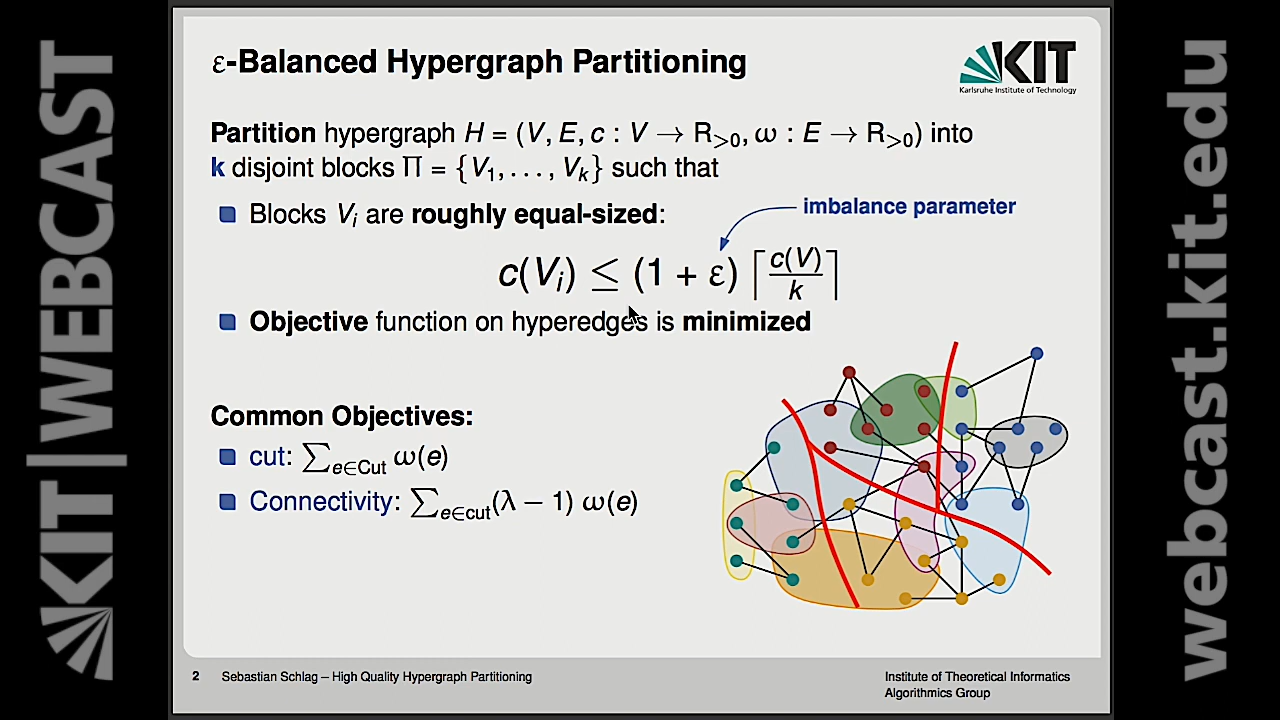 KIT | WEBCAST
ε-Balanced Hypergraph Partitioning
KIT
Karlsruhe Institute of Technology
Partition hypergraph H = (V, E, c : V → R>0, ω : E → R>0) into
k disjoint blocks Π = {V1, . . . , Vk} such that
Blocks Vi are roughly equal-sized:
imbalance parameter
c(Vi) ≤ (1 + ε) ⌈c(V)/k⌉
Objective function on hyperedges is minimized
Common Objectives:
cut: ∑e∈Cut ω(e)
Connectivity: ∑e∈cut(λ − 1) ω(e)
2 Sebastian Schlag – High Quality Hypergraph Partitioning
Institute of Theoretical Informatics
Algorithmics Group
webcast.kit.edu